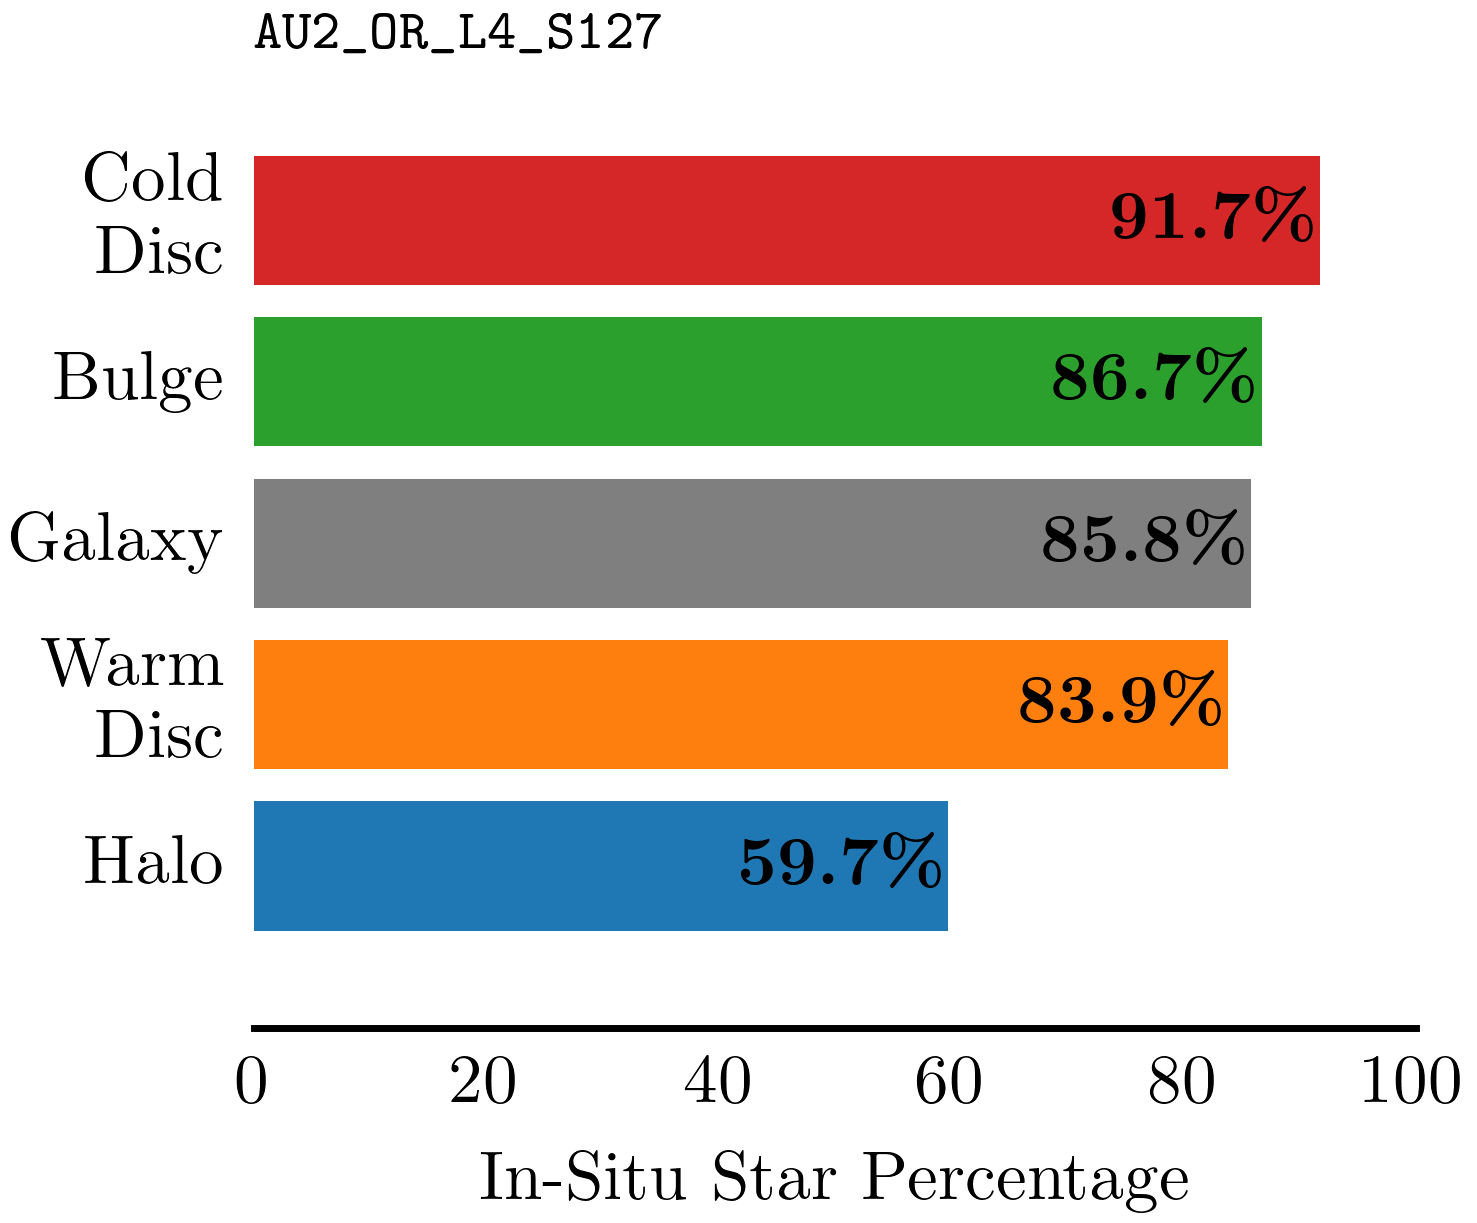 AU2_OR_L4_S127
Cold
Disc
91.7%
Bulge
86.7%
Galaxy
85.8%
Warm
Disc
83.9%
Halo
59.7%
0 20 40 60 80 100
In-Situ Star Percentage